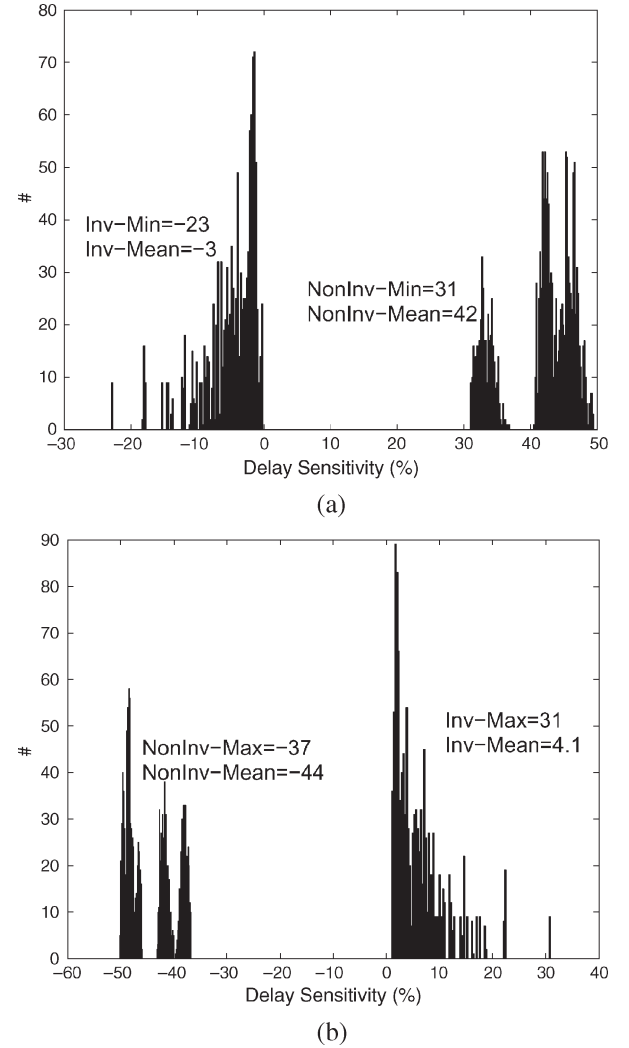 80
70
60
50
40
30
20
10
0
#
Inv−Min=−23
Inv−Mean=−3
NonInv−Min=31
NonInv−Mean=42
−30 −20 −10 0 10 20 30 40 50
Delay Sensitivity (%)
(a)
90
80
70
60
50
40
30
20
10
0
#
NonInv−Max=−37
NonInv−Mean=−44
Inv−Max=31
Inv−Mean=4.1
−60 −50 −40 −30 −20 −10 0 10 20 30 40
Delay Sensitivity (%)
(b)